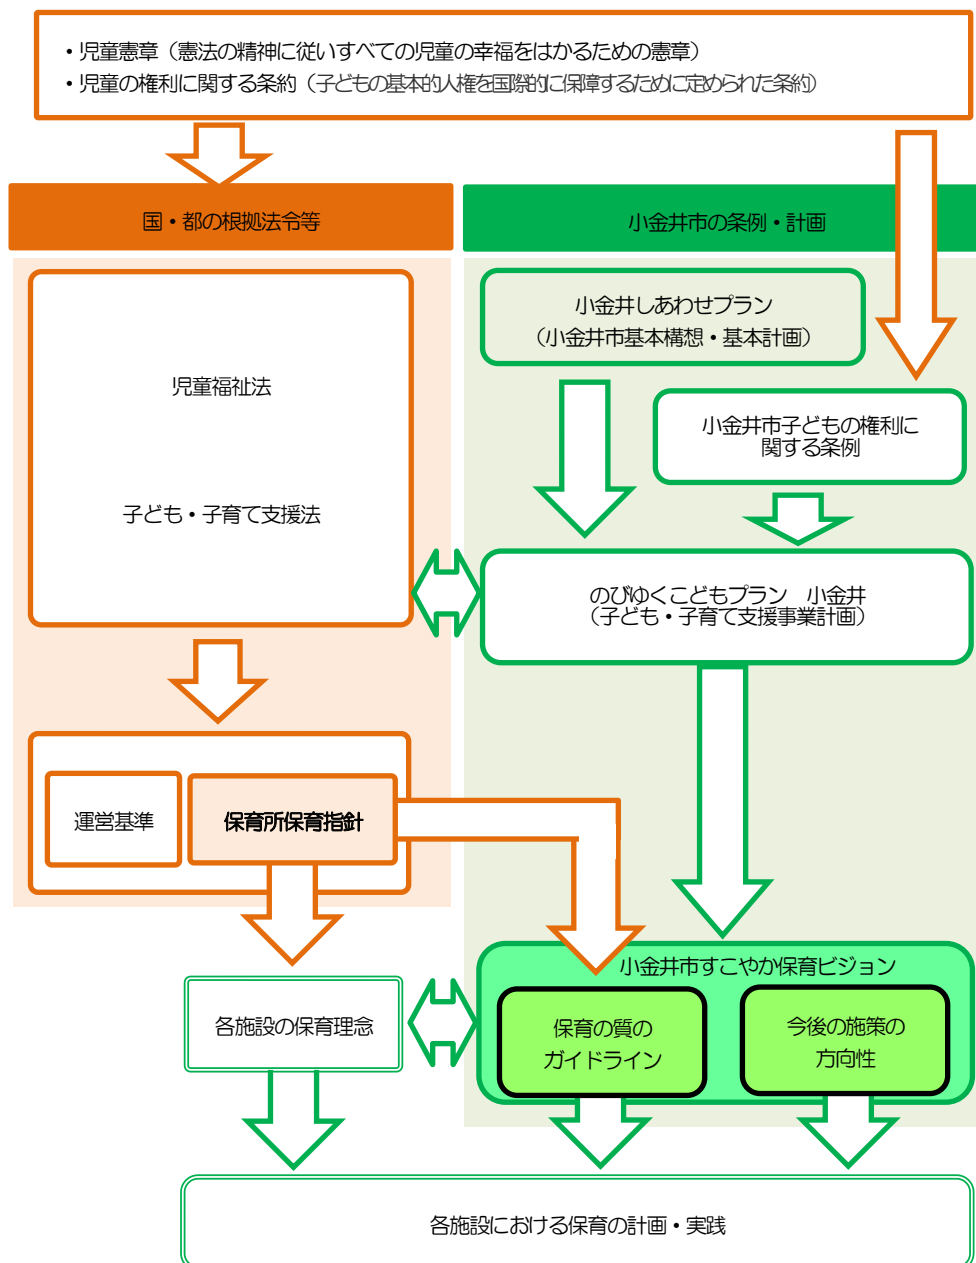 ・児童憲章（憲法の精神に従いすべての児童の幸福をはかるための憲章）
・児童の権利に関する条約（子どもの基本的人権を国際的に保障するために定められた条約）
国・都の根拠法令等
小金井市の条例・計画
児童福祉法
子ども・子育て支援法
小金井しあわせプラン
（小金井市基本構想・基本計画）
小金井市子どもの権利に
関する条例
のびゆくこどもプラン　小金井
（子ども・子育て支援事業計画）
運営基準
保育所保育指針
小金井市すこやか保育ビジョン
各施設の保育理念
保育の質の
ガイドライン
今後の施策の
方向性
各施設における保育の計画・実践